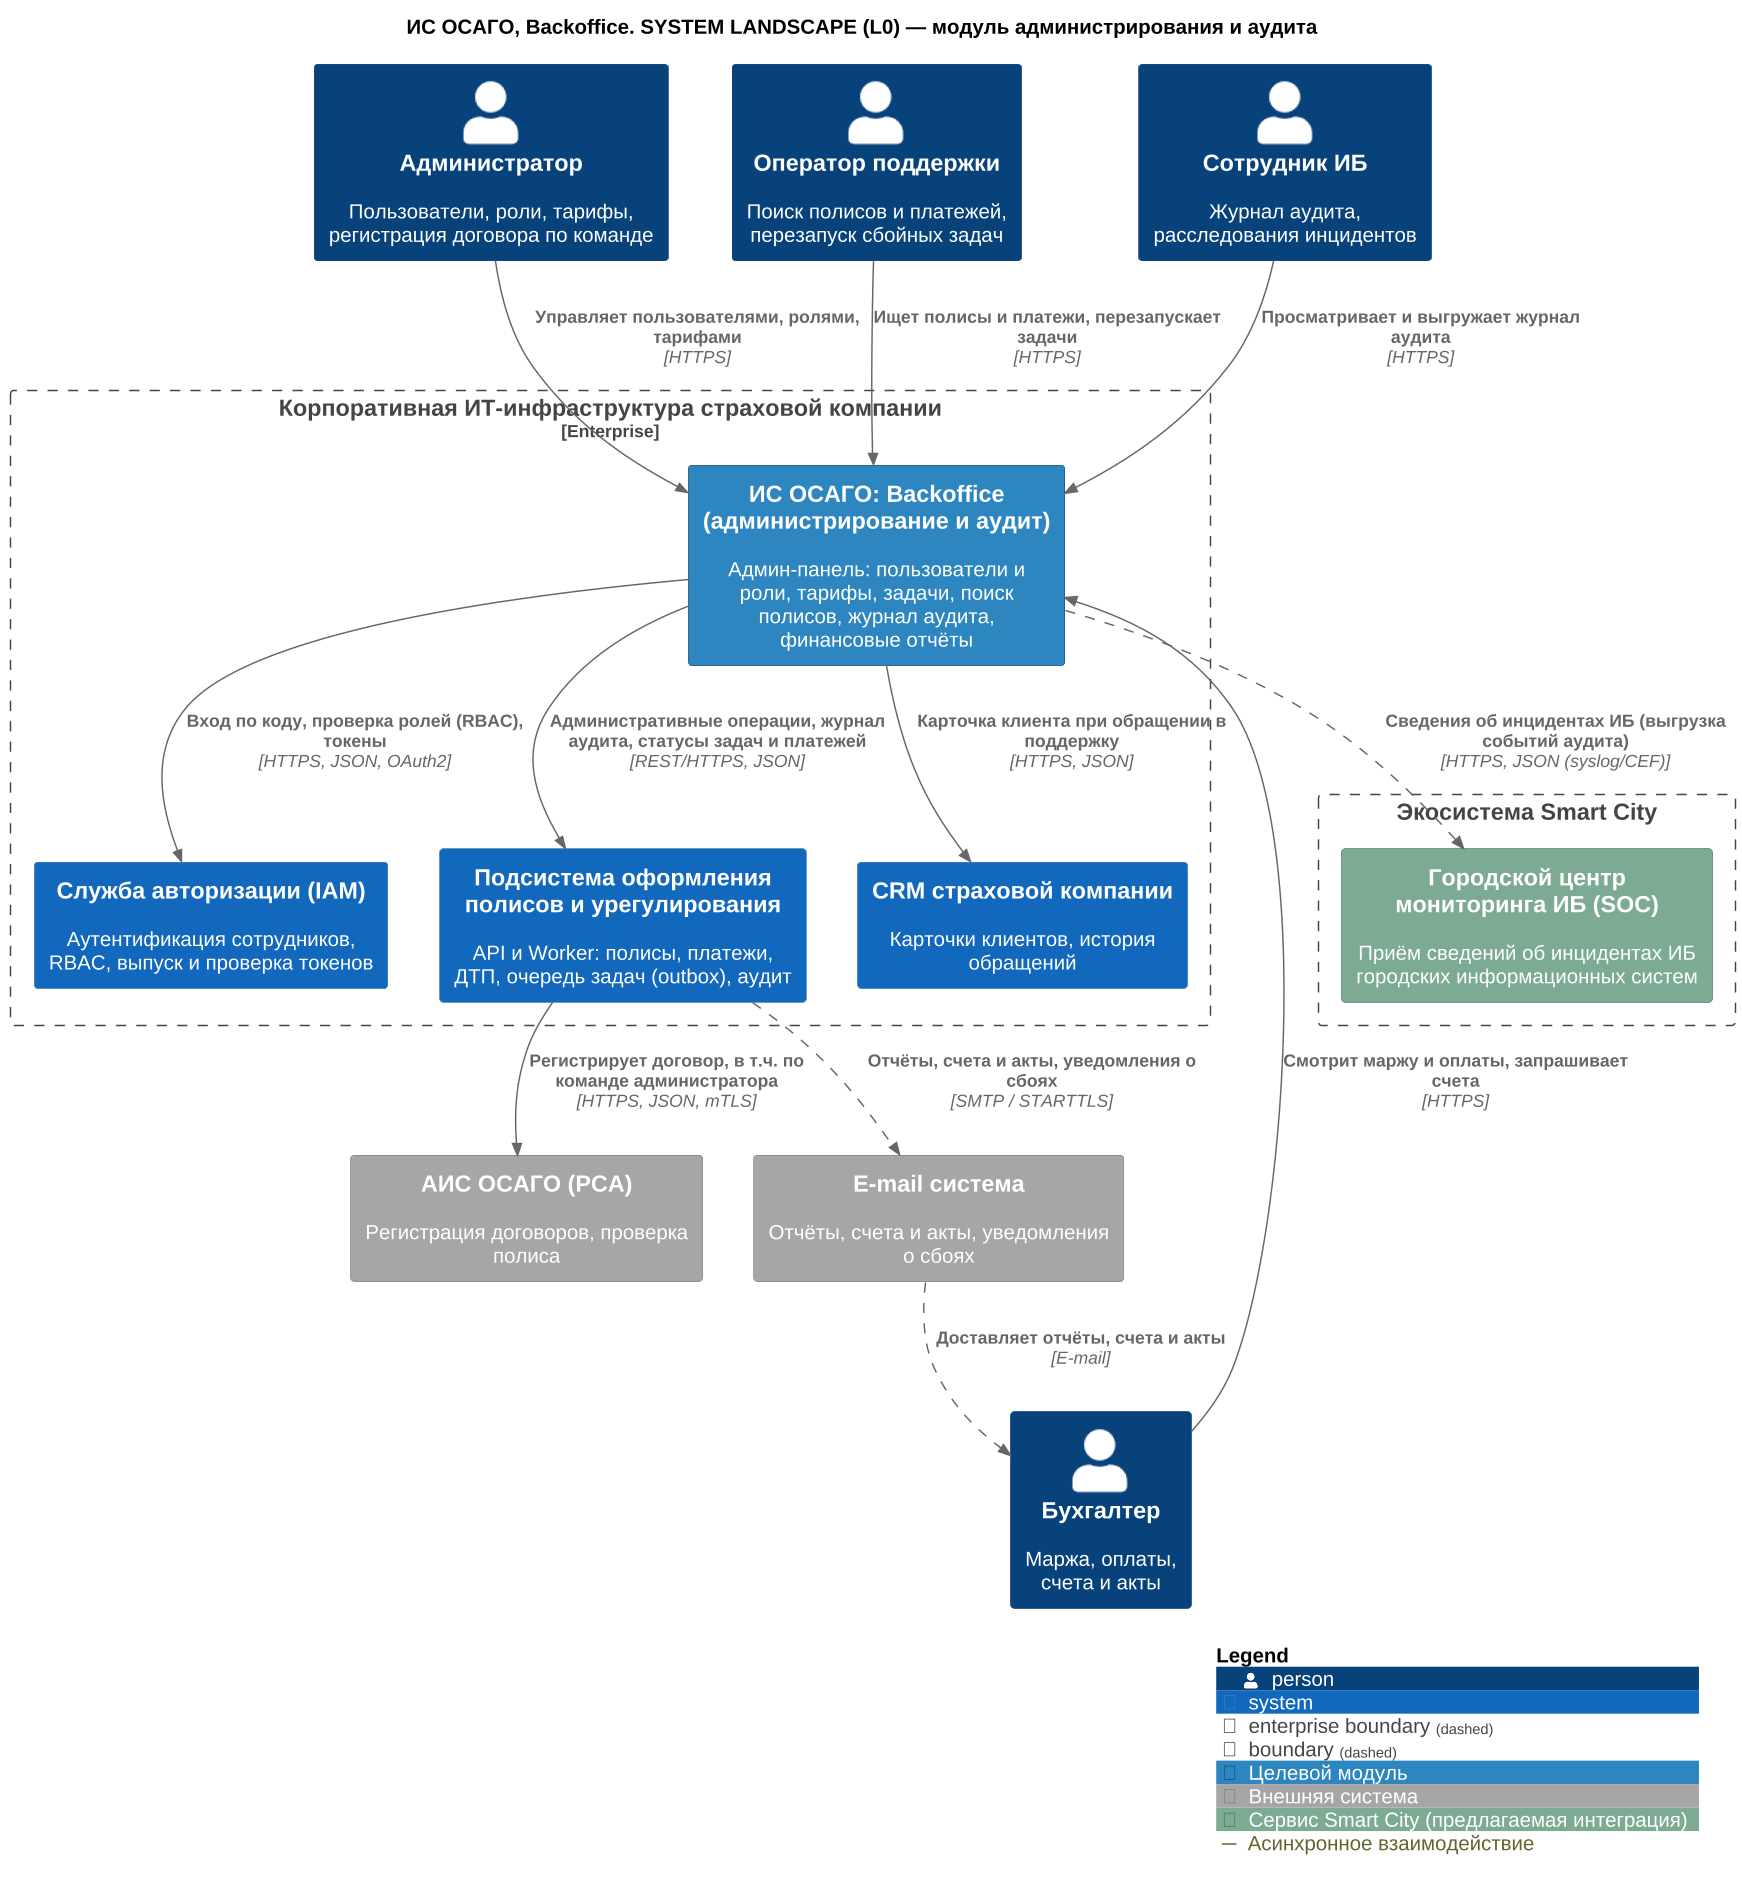 ИС ОСАГО, Backoffice. SYSTEM LANDSCAPE (L0) — модуль администрирования и аудита
Администратор
Пользователи, роли, тарифы,
регистрация договора по команде
Оператор поддержки
Поиск полисов и платежей,
перезапуск сбойных задач
Сотрудник ИБ
Журнал аудита,
расследования инцидентов
Управляет пользователями, ролями,
тарифами
[HTTPS]
Ищет полисы и платежи, перезапускает
задачи
[HTTPS]
Просматривает и выгружает журнал
аудита
[HTTPS]
Корпоративная ИТ-инфраструктура страховой компании
[Enterprise]
ИС ОСАГО: Backoffice
(администрирование и аудит)
Админ-панель: пользователи и
роли, тарифы, задачи, поиск
полисов, журнал аудита,
финансовые отчёты
Вход по коду, проверка ролей (RBAC),
токены
[HTTPS, JSON, OAuth2]
Административные операции, журнал
аудита, статусы задач и платежей
[REST/HTTPS, JSON]
Карточка клиента при обращении в
поддержку
[HTTPS, JSON]
Сведения об инцидентах ИБ (выгрузка
событий аудита)
[HTTPS, JSON (syslog/CEF)]
Экосистема Smart City
Служба авторизации (IAM)
Аутентификация сотрудников,
RBAC, выпуск и проверка токенов
Подсистема оформления
полисов и урегулирования
API и Worker: полисы, платежи,
ДТП, очередь задач (outbox), аудит
CRM страховой компании
Карточки клиентов, история
обращений
Городской центр
мониторинга ИБ (SOC)
Приём сведений об инцидентах ИБ
городских информационных систем
Регистрирует договор, в т.ч. по
команде администратора
[HTTPS, JSON, mTLS]
Отчёты, счета и акты, уведомления о
сбоях
[SMTP / STARTTLS]
Смотрит маржу и оплаты, запрашивает
счета
[HTTPS]
АИС ОСАГО (РСА)
Регистрация договоров, проверка
полиса
E-mail система
Отчёты, счета и акты, уведомления
о сбоях
Доставляет отчёты, счета и акты
[E-mail]
Бухгалтер
Маржа, оплаты,
счета и акты
Legend
person
system
enterprise boundary (dashed)
boundary (dashed)
Целевой модуль
Внешняя система
Сервис Smart City (предлагаемая интеграция)
Асинхронное взаимодействие